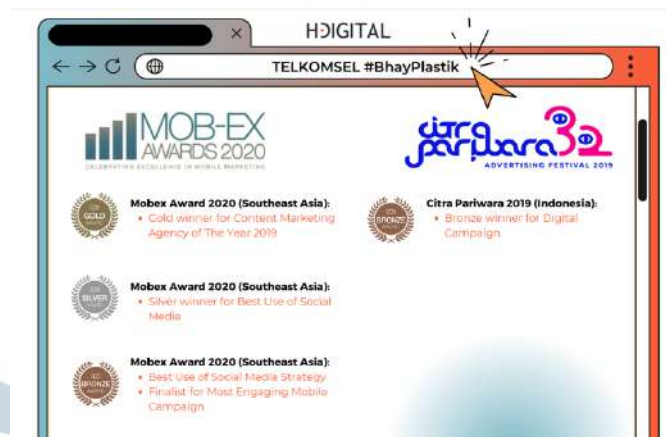 HDIGITAL
TELKOMSEL #BhayPlastik
MOB-EX
AWARDS 2020
CELEBRATING EXCELLENCE IN MOBILE MARKETING
citra
pariwara 32
ADVERTISING FESTIVAL 2019
GOLD
Mobex Award 2020 (Southeast Asia):
• Gold winner for Content Marketing
Agency of The Year 2019
BRONZE
Citra Pariwara 2019 (Indonesia):
• Bronze winner for Digital
Campaign
SILVER
Mobex Award 2020 (Southeast Asia):
• Silver winner for Best Use of Social
Media
BRONZE
Mobex Award 2020 (Southeast Asia):
• Best Use of Social Media Strategy
• Finalist for Most Engaging Mobile
Campaign